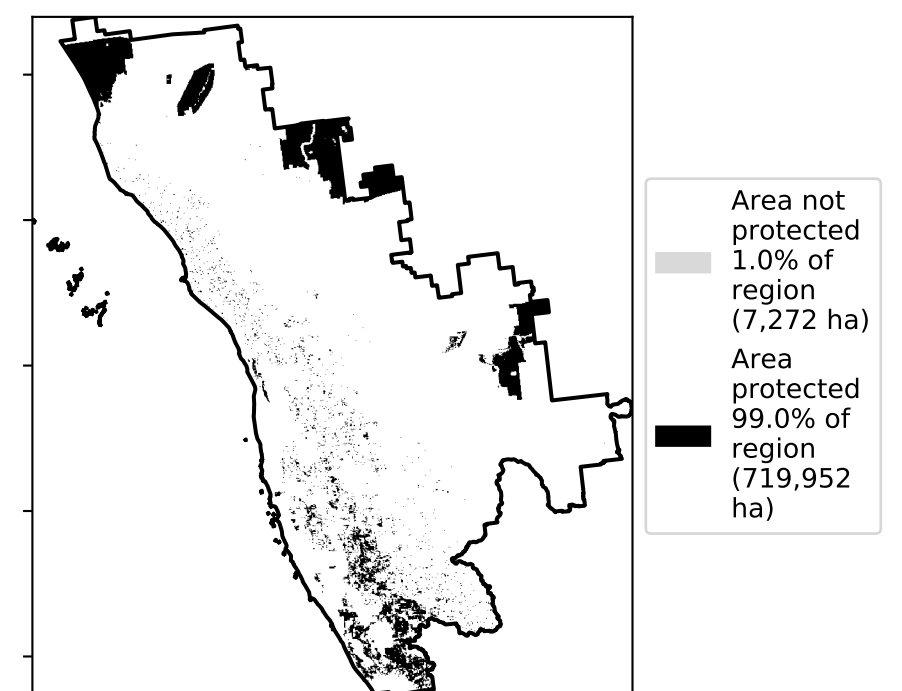 Area not
protected
1.0% of
region
(7,272 ha)
Area
protected
99.0% of
region
(719,952
ha)